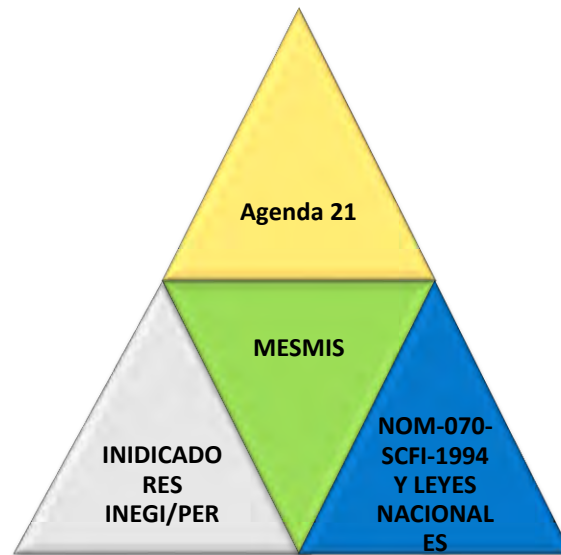 Agenda 21
MESMIS
INIDICADO
RES
INEGI/PER
NOM-070-
SCFI-1994
Y LEYES
NACIONAL
ES